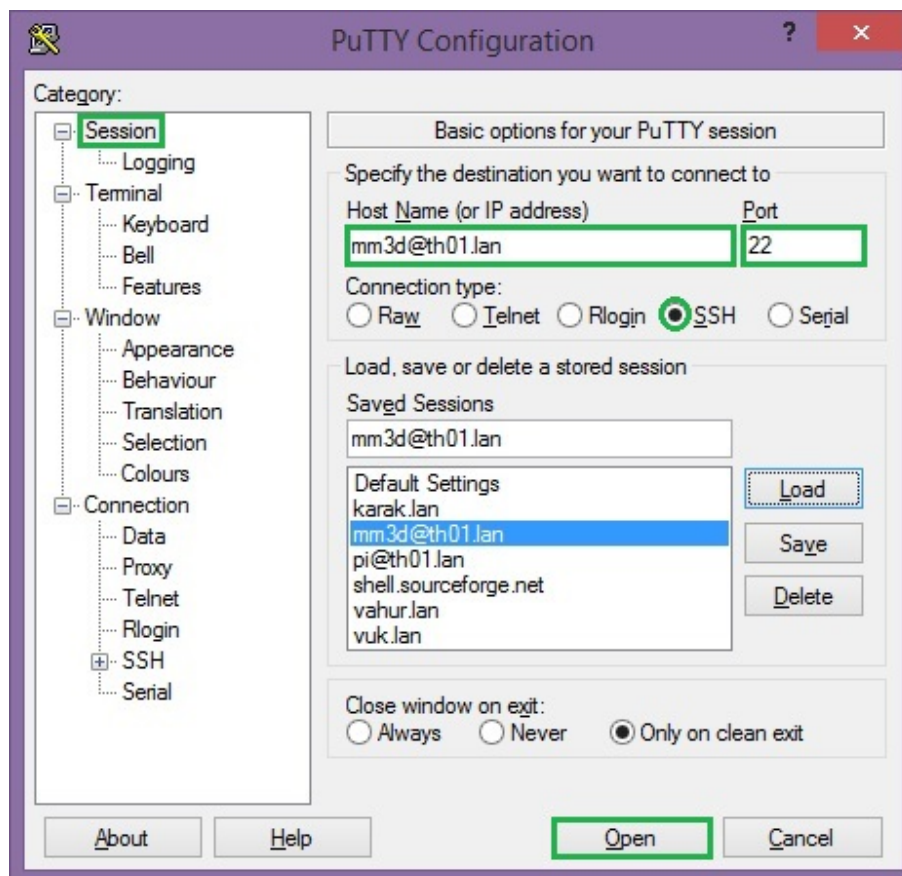 PuTTY Configuration
?
Category:
Session
Logging
Terminal
Keyboard
Bell
Features
Window
Appearance
Behaviour
Translation
Selection
Colours
Connection
Data
Proxy
Telnet
Rlogin
SSH
Serial
Basic options for your PuTTY session
Specify the destination you want to connect to
Host Name (or IP address) Port
mm3d@th01.lan 22
Connection type:
Raw Telnet Rlogin SSH Serial
Load, save or delete a stored session
Saved Sessions
mm3d@th01.lan
Default Settings
karak.lan
mm3d@th01.lan
pi@th01.lan
shell.sourceforge.net
vahur.lan
vuk.lan
Load
Save
Delete
Close window on exit:
Always Never Only on clean exit
About Help Open Cancel